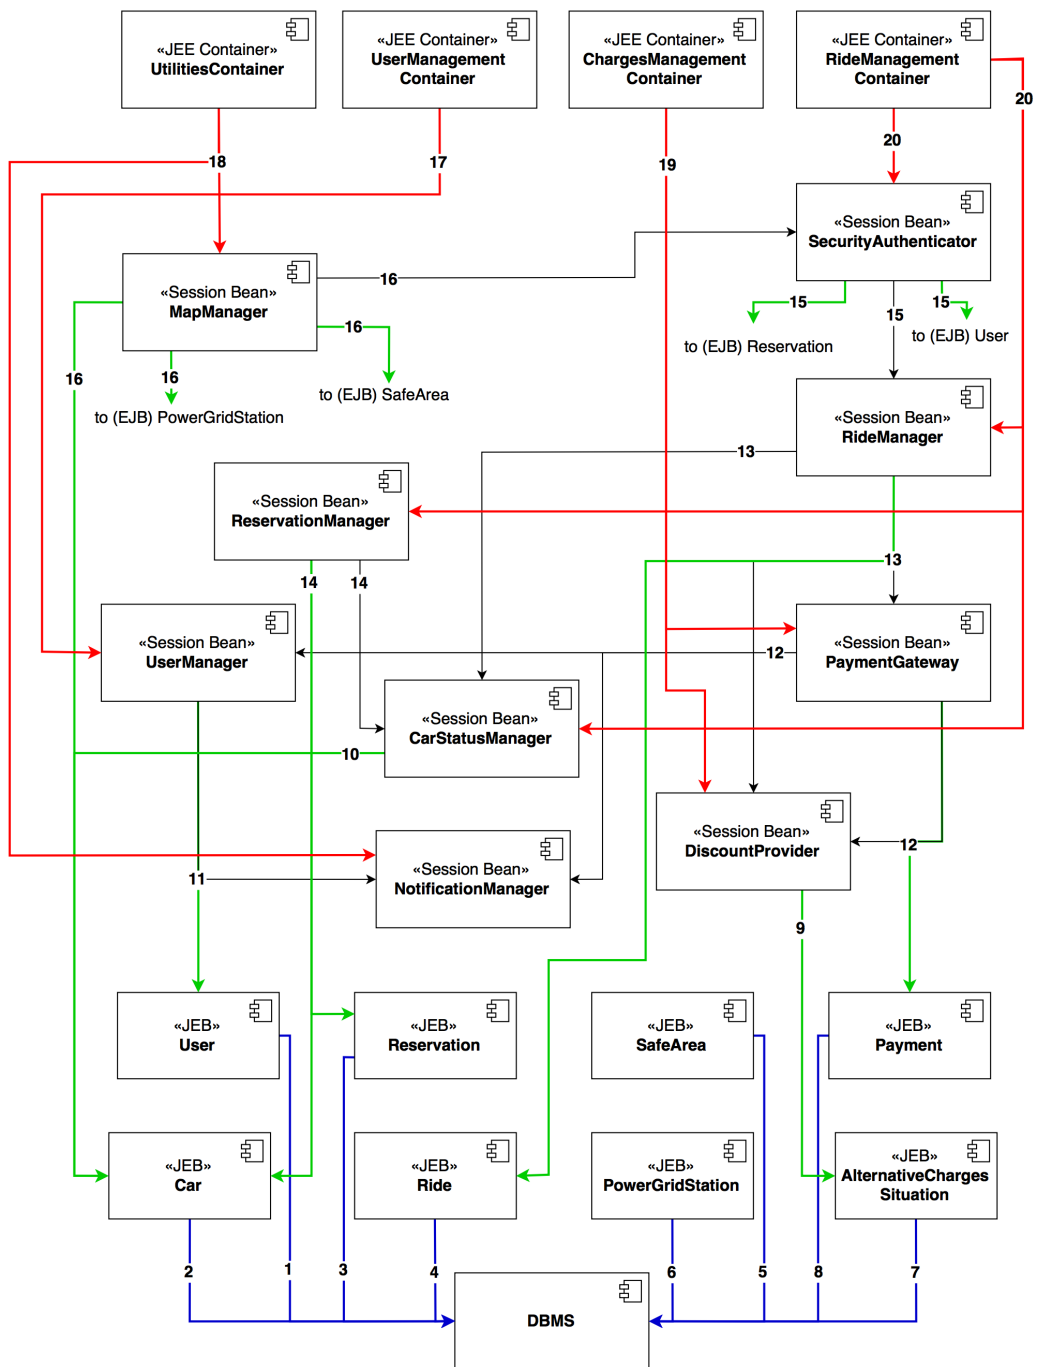 «JEE Container»
UtilitiesContainer
«JEE Container»
UserManagement
Container
«JEE Container»
ChargesManagement
Container
«JEE Container»
RideManagement
Container
20
20
18
17
19
«Session Bean»
SecurityAuthenticator
«Session Bean»
MapManager
16
15
15
15
16
to (EJB) Reservation
to (EJB) User
16
16
to (EJB) SafeArea
to (EJB) PowerGridStation
«Session Bean»
RideManager
13
«Session Bean»
ReservationManager
14
14
13
«Session Bean»
UserManager
12
«Session Bean»
PaymentGateway
«Session Bean»
CarStatusManager
10
«Session Bean»
DiscountProvider
12
«Session Bean»
NotificationManager
11
9
«JEB»
User
«JEB»
Reservation
«JEB»
SafeArea
«JEB»
Payment
«JEB»
Car
«JEB»
Ride
«JEB»
PowerGridStation
«JEB»
AlternativeCharges
Situation
2
1
3
4
6
5
8
7
DBMS